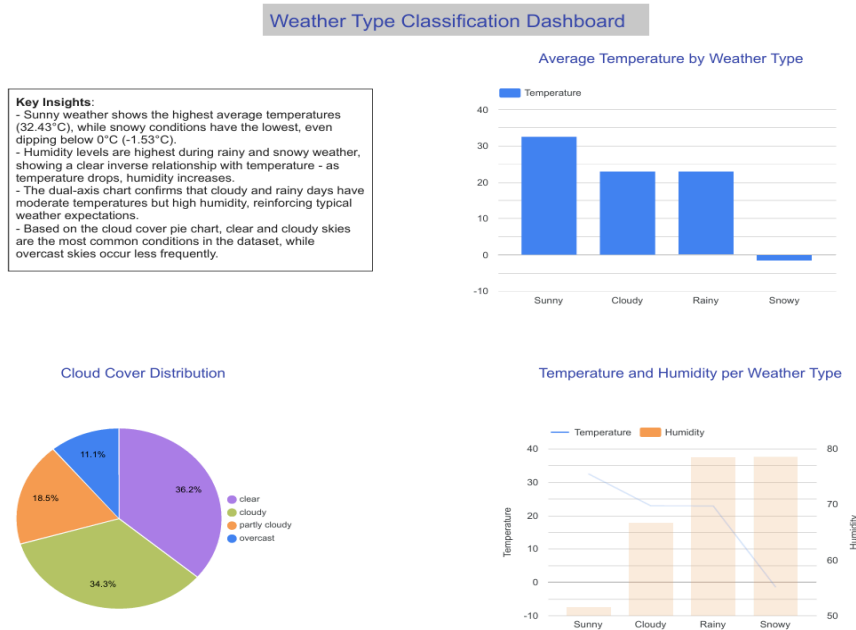 Weather Type Classification Dashboard
Average Temperature by Weather Type
Key Insights:
- Sunny weather shows the highest average temperatures
(32.43°C), while snowy conditions have the lowest, even
dipping below 0°C (-1.53°C).
- Humidity levels are highest during rainy and snowy weather,
showing a clear inverse relationship with temperature - as
temperature drops, humidity increases.
- The dual-axis chart confirms that cloudy and rainy days have
moderate temperatures but high humidity, reinforcing typical
weather expectations.
- Based on the cloud cover pie chart, clear and cloudy skies
are the most common conditions in the dataset, while
overcast skies occur less frequently.
Temperature
40
30
20
10
0
-10
Sunny Cloudy Rainy Snowy
Cloud Cover Distribution
11.1%
36.2%
18.5%
34.3%
clear
cloudy
partly cloudy
overcast
Temperature and Humidity per Weather Type
Temperature Humidity
Temperature
40
30
20
10
0
-10
80
70
60
50
Humidity
Sunny Cloudy Rainy Snowy